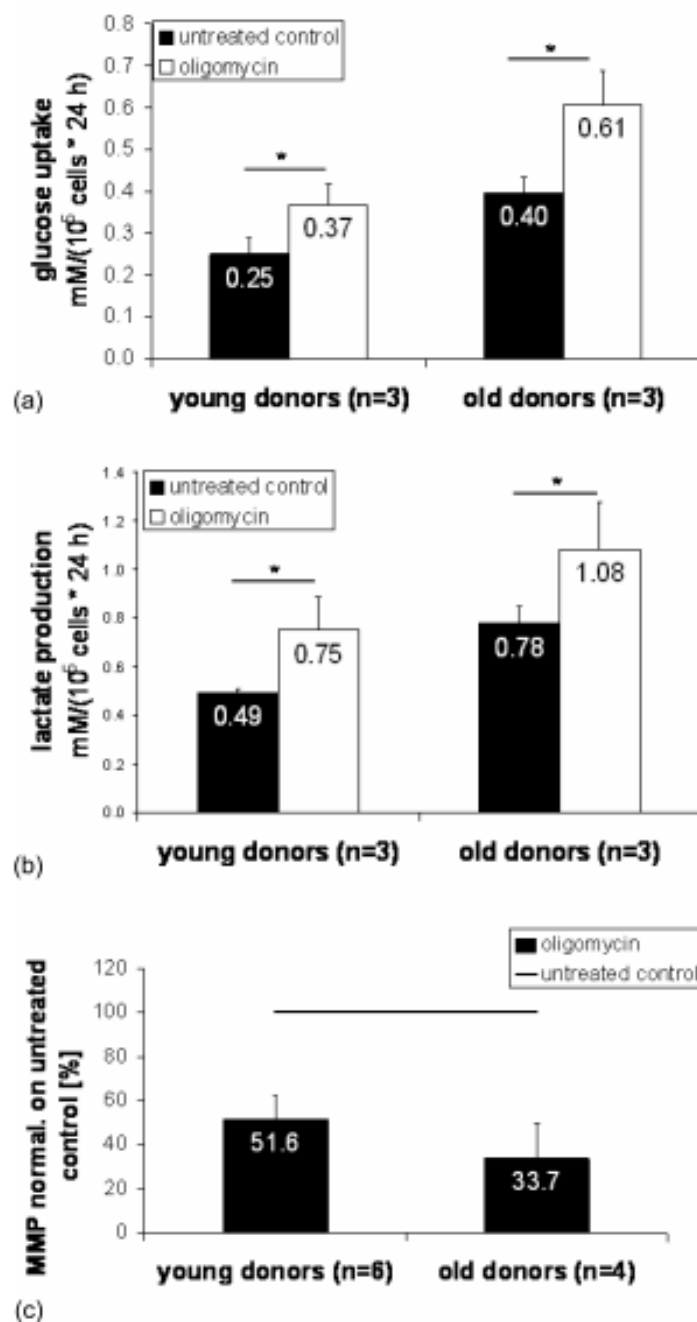 untreated control
oligomycin
glucose uptake
mM/(10⁵ cells * 24 h)
0.8
0.7
0.6
0.5
0.4
0.3
0.2
0.1
0.0
*
*
0.25
0.37
0.40
0.61
young donors (n=3)
old donors (n=3)
(a)
untreated control
oligomycin
lactate production
mM/(10⁵ cells * 24 h)
1.4
1.2
1.0
0.8
0.6
0.4
0.2
0.0
*
*
0.49
0.75
0.78
1.08
young donors (n=3)
old donors (n=3)
(b)
oligomycin
untreated control
MMP normal. on untreated
control [%]
120
100
80
60
40
20
0
51.6
33.7
young donors (n=6)
old donors (n=4)
(c)